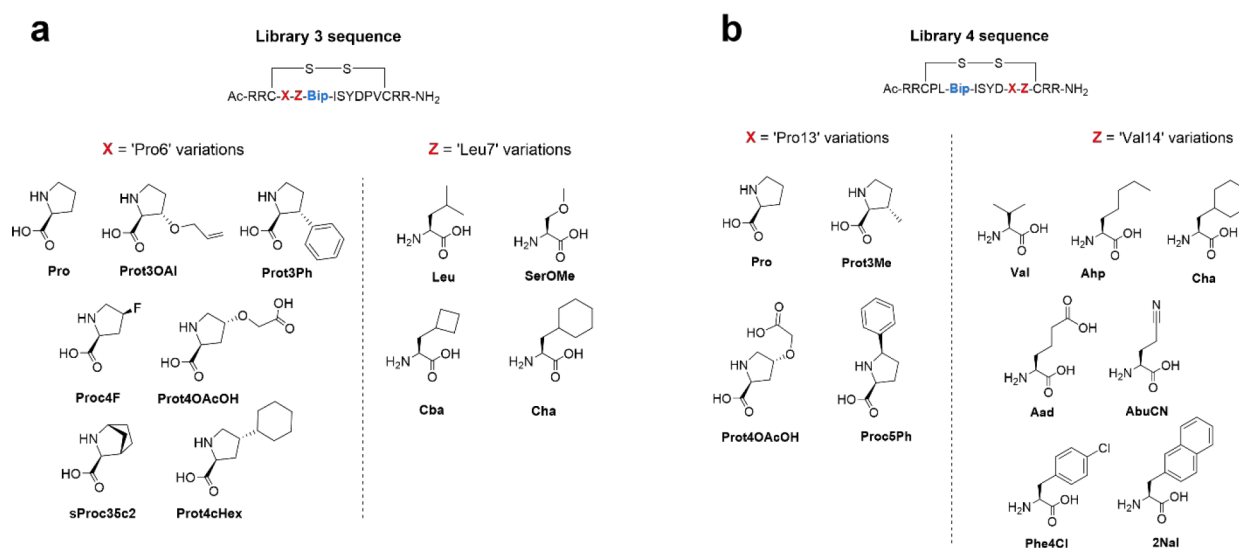 a
Library 3 sequence
S S
Ac-RRC-X-Z-Bip-ISYDPVCRR-NH2
X = 'Pro6' variations
Z = 'Leu7' variations
HN
HO
O
Pro
HN
HO
O
O
Prot3OAl
HN
HO
O
Prot3Ph
H2N
OH
O
Leu
O
H2N
OH
O
SerOMe
HN
F
HO
O
Proc4F
HN
O
OH
O
HO
O
Prot4OAcOH
H2N
OH
O
Cba
H2N
OH
O
Cha
HN
HO
O
sProc35c2
HN
HO
O
Prot4cHex
b
Library 4 sequence
S S
Ac-RRCPL-Bip-ISYD-X-Z-CRR-NH2
X = 'Pro13' variations
Z = 'Val14' variations
HN
HO
O
Pro
HN
HO
O
Prot3Me
H2N
OH
O
Val
H2N
OH
O
Ahp
H2N
OH
O
Cha
O
HO
HN
O
HO
O
Prot4OAcOH
HN
HO
O
Proc5Ph
O
OH
H2N
OH
O
Aad
N
H2N
OH
O
AbuCN
Cl
H2N
OH
O
Phe4Cl
H2N
OH
O
2Nal